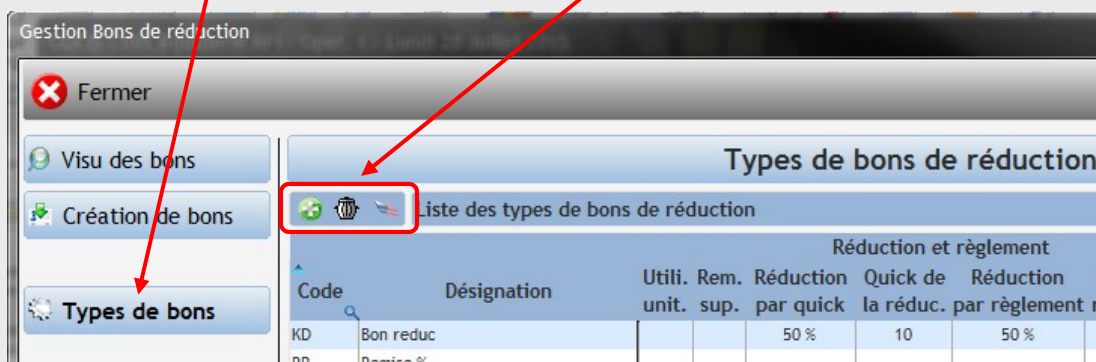 Gestion Bons de réduction
Fermer
Visu des bons
Création de bons
Types de bons
Types de bons de réduction
Liste des types de bons de réduction
Réduction et règlement
Code Désignation Utili. unit. Rem. sup. Réduction par quick Quick de la réduc. Réduction par règlement
KD Bon reduc 50 % 10 50 %